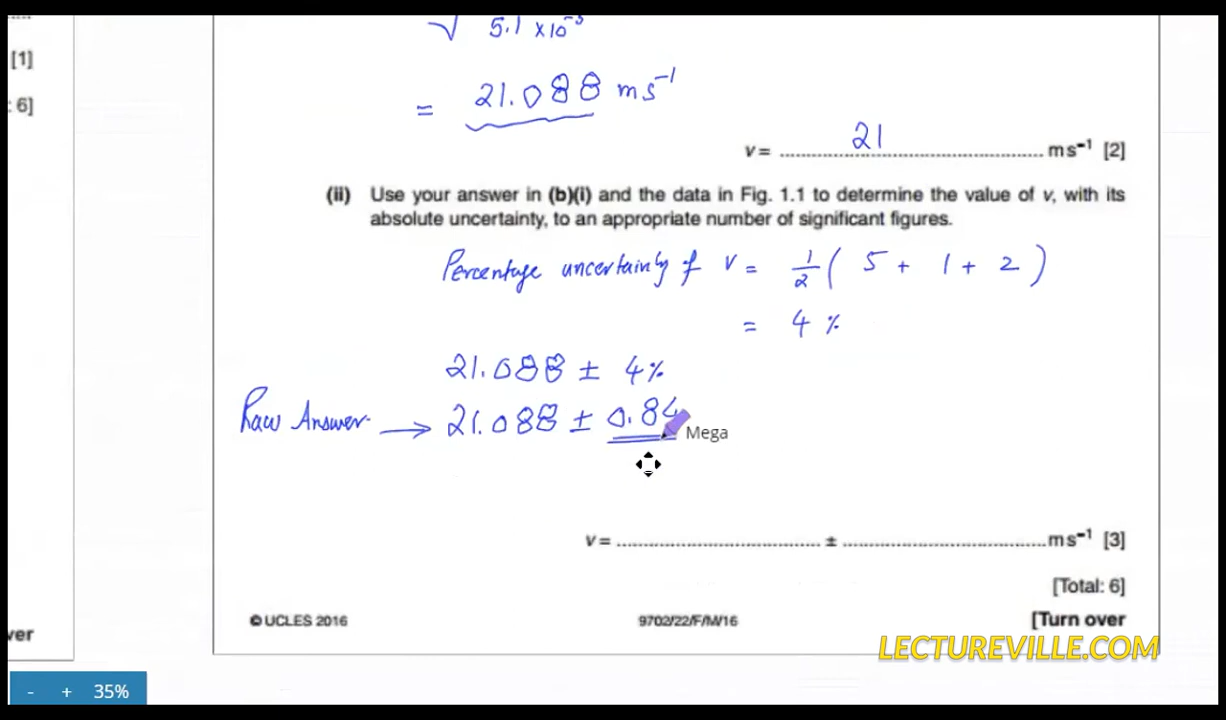 [1]
: 6]
√ 5.1 ×10⁻³
= 21.088 ms⁻¹
v = 21 m s⁻¹ [2]
(ii) Use your answer in (b)(i) and the data in Fig. 1.1 to determine the value of v, with its
absolute uncertainty, to an appropriate number of significant figures.
Percentage uncertainty of v = 1/2 ( 5 + 1 + 2 )
= 4 %
21.088 ± 4%
Raw Answer → 21.088 ± 0.84
Mega
v = ............ ± ............ m s⁻¹ [3]
[Total: 6]
ver
© UCLES 2016 9702/22/F/M/16 [Turn over
LECTUREVILLE.COM
- + 35%